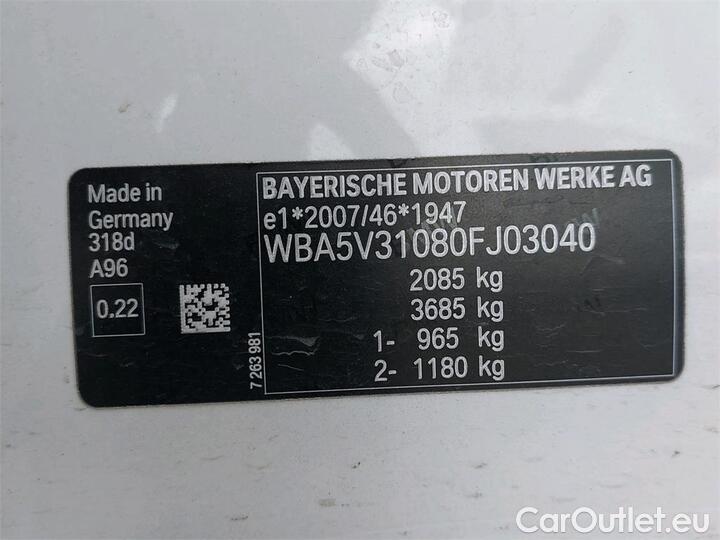 Made in
Germany
318d
A96
0.22
7 263 981
BAYERISCHE MOTOREN WERKE AG
e1*2007/46*1947
WBA5V31080FJ03040
2085 kg
3685 kg
1- 965 kg
2- 1180 kg
CarOutlet.eu